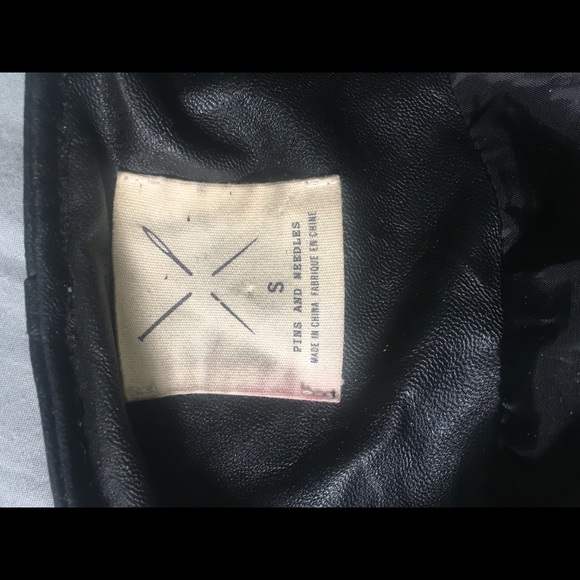 S
PINS AND NEEDLES
MADE IN CHINA FABRIQUE EN CHINE